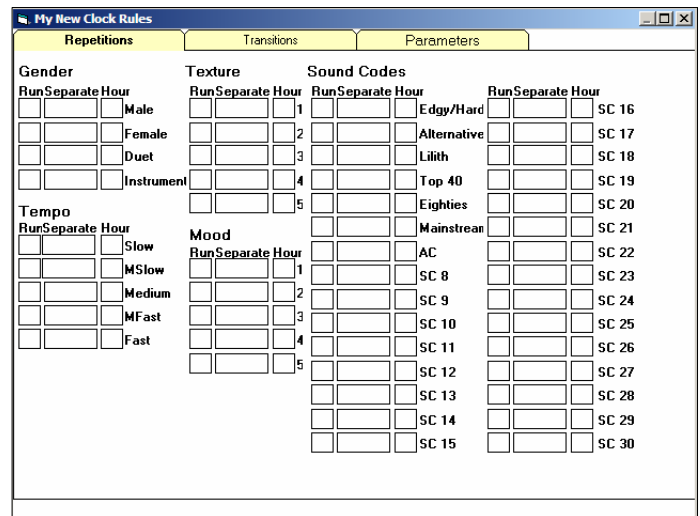 My New Clock Rules
Repetitions Transitions Parameters
Gender
RunSeparate Hour
Male
Female
Duet
Instrument
Tempo
RunSeparate Hour
Slow
MSlow
Medium
MFast
Fast
Texture
RunSeparate Hour
1
2
3
4
5
Mood
RunSeparate Hour
1
2
3
4
5
Sound Codes
RunSeparate Hour
Edgy/Hard
Alternative
Lilith
Top 40
Eighties
Mainstream
AC
SC 8
SC 9
SC 10
SC 11
SC 12
SC 13
SC 14
SC 15
RunSeparate Hour
SC 16
SC 17
SC 18
SC 19
SC 20
SC 21
SC 22
SC 23
SC 24
SC 25
SC 26
SC 27
SC 28
SC 29
SC 30